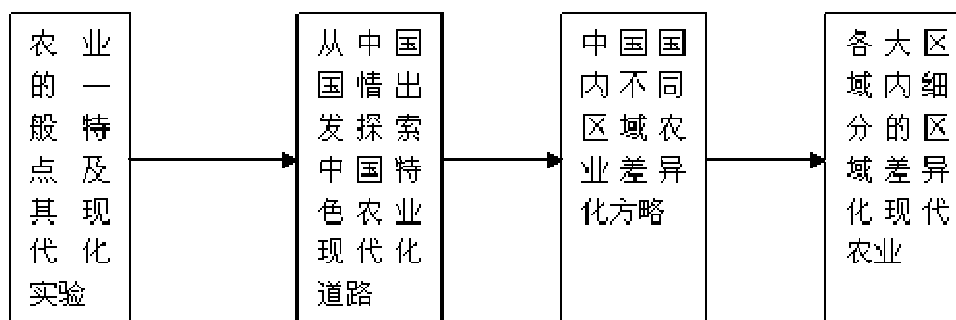 农业
的一
般特
点及
其现
代化
实验
从中国
国情出
发探索
中国特
色农业
现代化
道路
中国国
内不同
区域农
业差异
化方略
各大区
域内细
分的区
域差异
化现代
农业